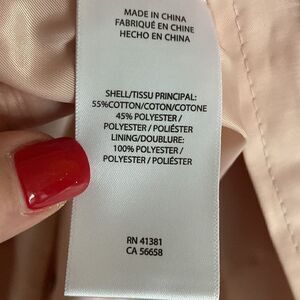 MADE IN CHINA
FABRIQUÉ EN CHINE
HECHO EN CHINA
SHELL/TISSU PRINCIPAL:
55%COTTON/COTON/COTONE
45% POLYESTER /
POLYESTER / POLIÉSTER
LINING/DOUBLURE:
100% POLYESTER /
POLYESTER / POLIÉSTER
RN 41381
CA 56658